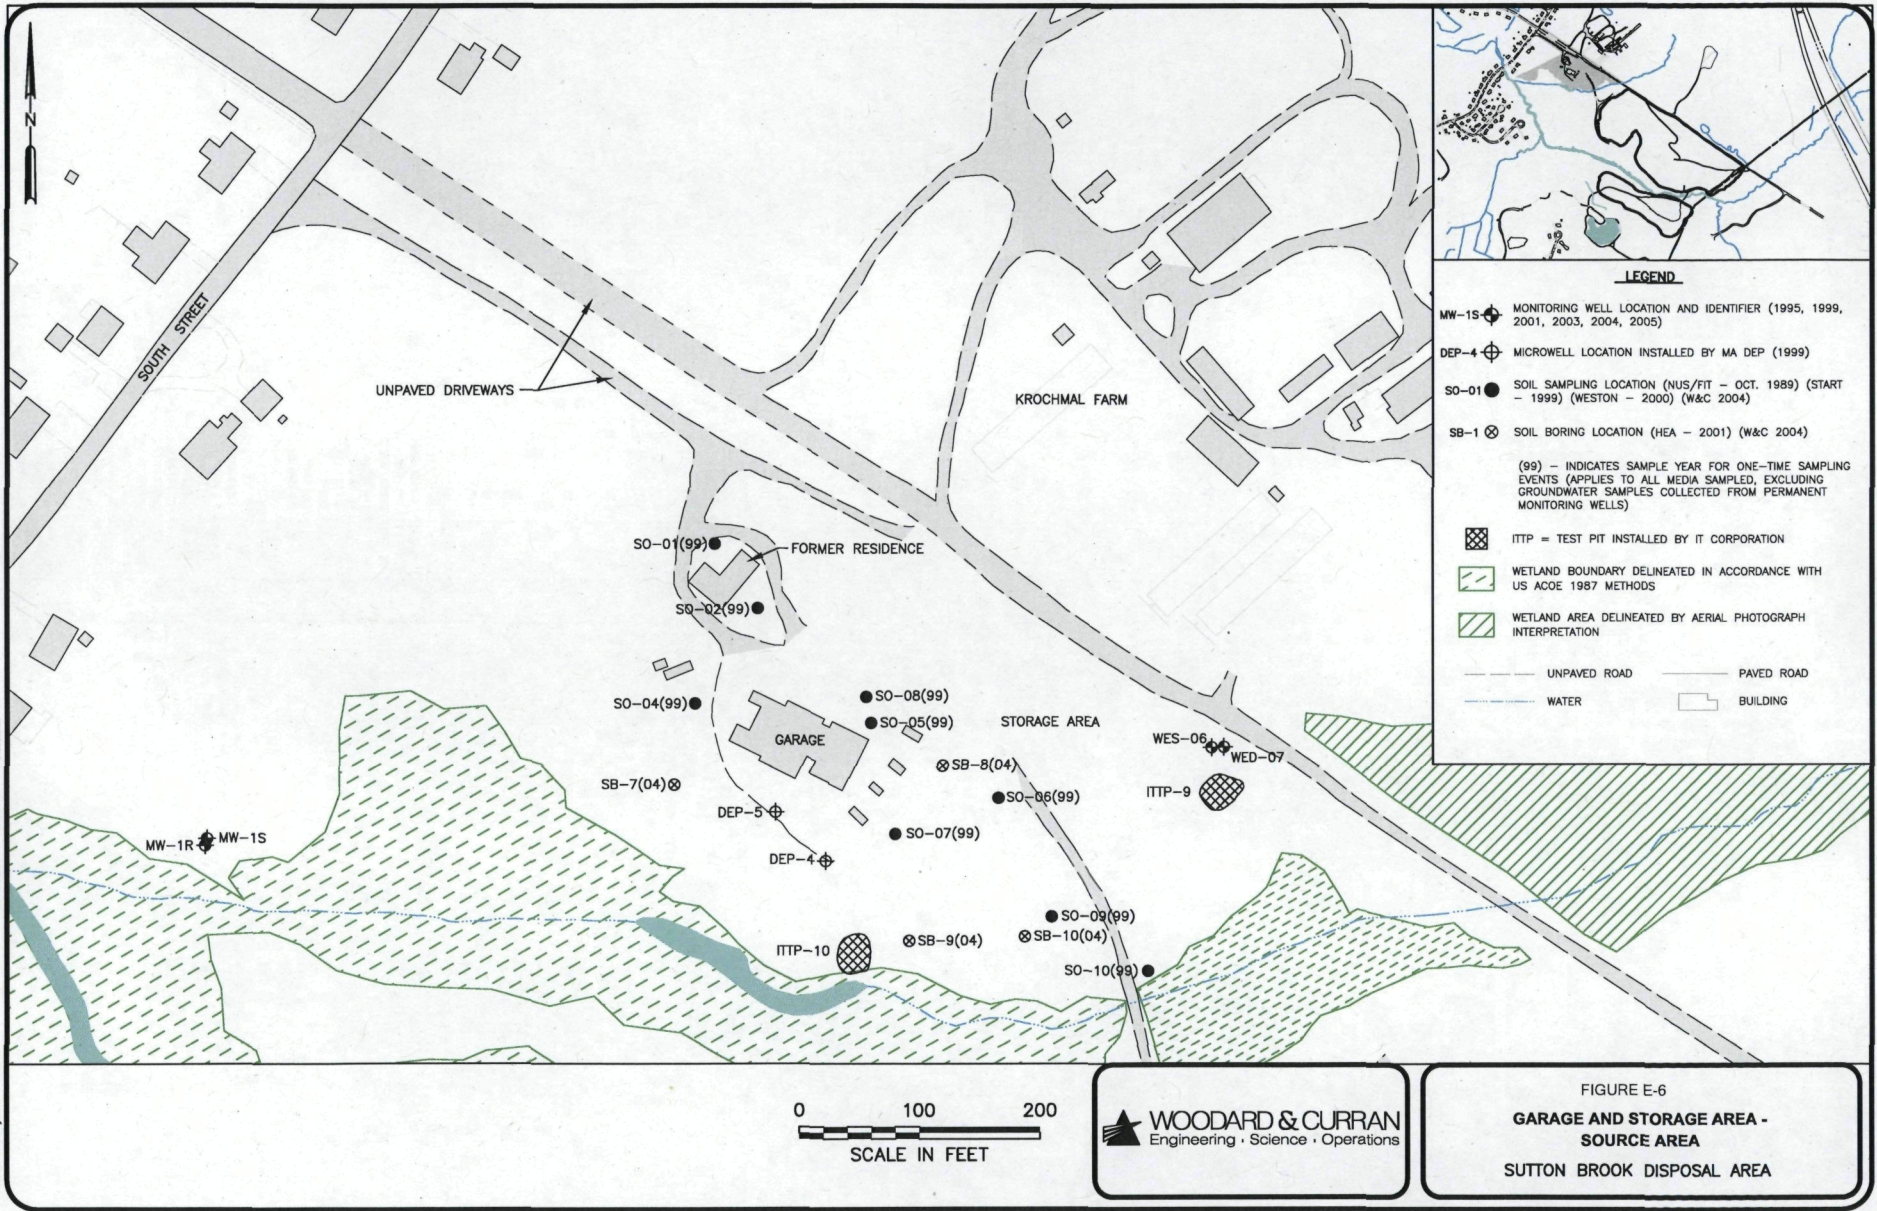 N
SOUTH STREET
UNPAVED DRIVEWAYS
KROCHMAL FARM
SO-01(99)
FORMER RESIDENCE
SO-02(99)
SO-04(99)
SO-08(99)
SO-05(99)
GARAGE
STORAGE AREA
WES-06
WED-07
SB-7(04)
SB-8(04)
ITTP-9
SO-06(99)
DEP-5
SO-07(99)
MW-1R
MW-1S
DEP-4
SO-09(99)
SB-10(04)
SB-9(04)
ITTP-10
SO-10(99)
LEGEND
MW-1S
MONITORING WELL LOCATION AND IDENTIFIER (1995, 1999,
2001, 2003, 2004, 2005)
DEP-4
MICROWELL LOCATION INSTALLED BY MA DEP (1999)
SO-01
SOIL SAMPLING LOCATION (NUS/FIT - OCT. 1989) (START
- 1999) (WESTON - 2000) (W&C 2004)
SB-1
SOIL BORING LOCATION (HEA - 2001) (W&C 2004)
(99) - INDICATES SAMPLE YEAR FOR ONE-TIME SAMPLING
EVENTS (APPLIES TO ALL MEDIA SAMPLED, EXCLUDING
GROUNDWATER SAMPLES COLLECTED FROM PERMANENT
MONITORING WELLS)
ITTP = TEST PIT INSTALLED BY IT CORPORATION
WETLAND BOUNDARY DELINEATED IN ACCORDANCE WITH
US ACOE 1987 METHODS
WETLAND AREA DELINEATED BY AERIAL PHOTOGRAPH
INTERPRETATION
UNPAVED ROAD
PAVED ROAD
WATER
BUILDING
0 100 200
SCALE IN FEET
WOODARD & CURRAN
Engineering · Science · Operations
FIGURE E-6
GARAGE AND STORAGE AREA -
SOURCE AREA
SUTTON BROOK DISPOSAL AREA